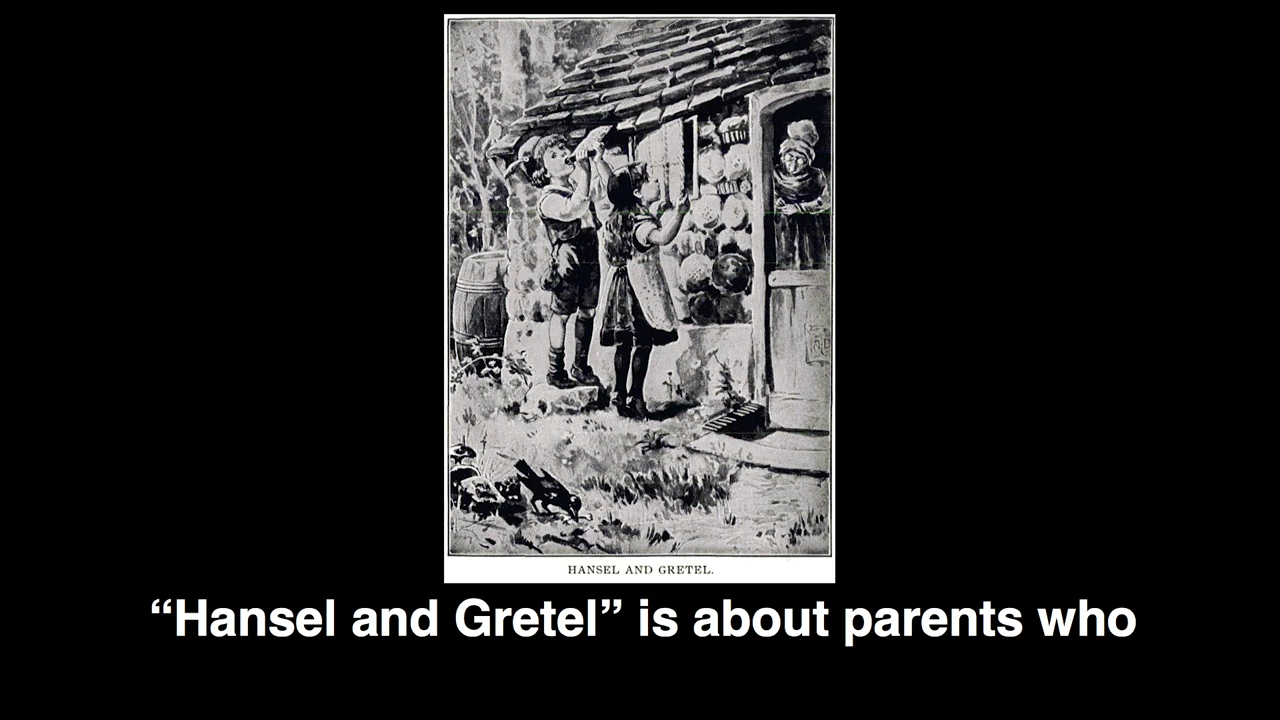 HANSEL AND GRETEL.
“Hansel and Gretel” is about parents who